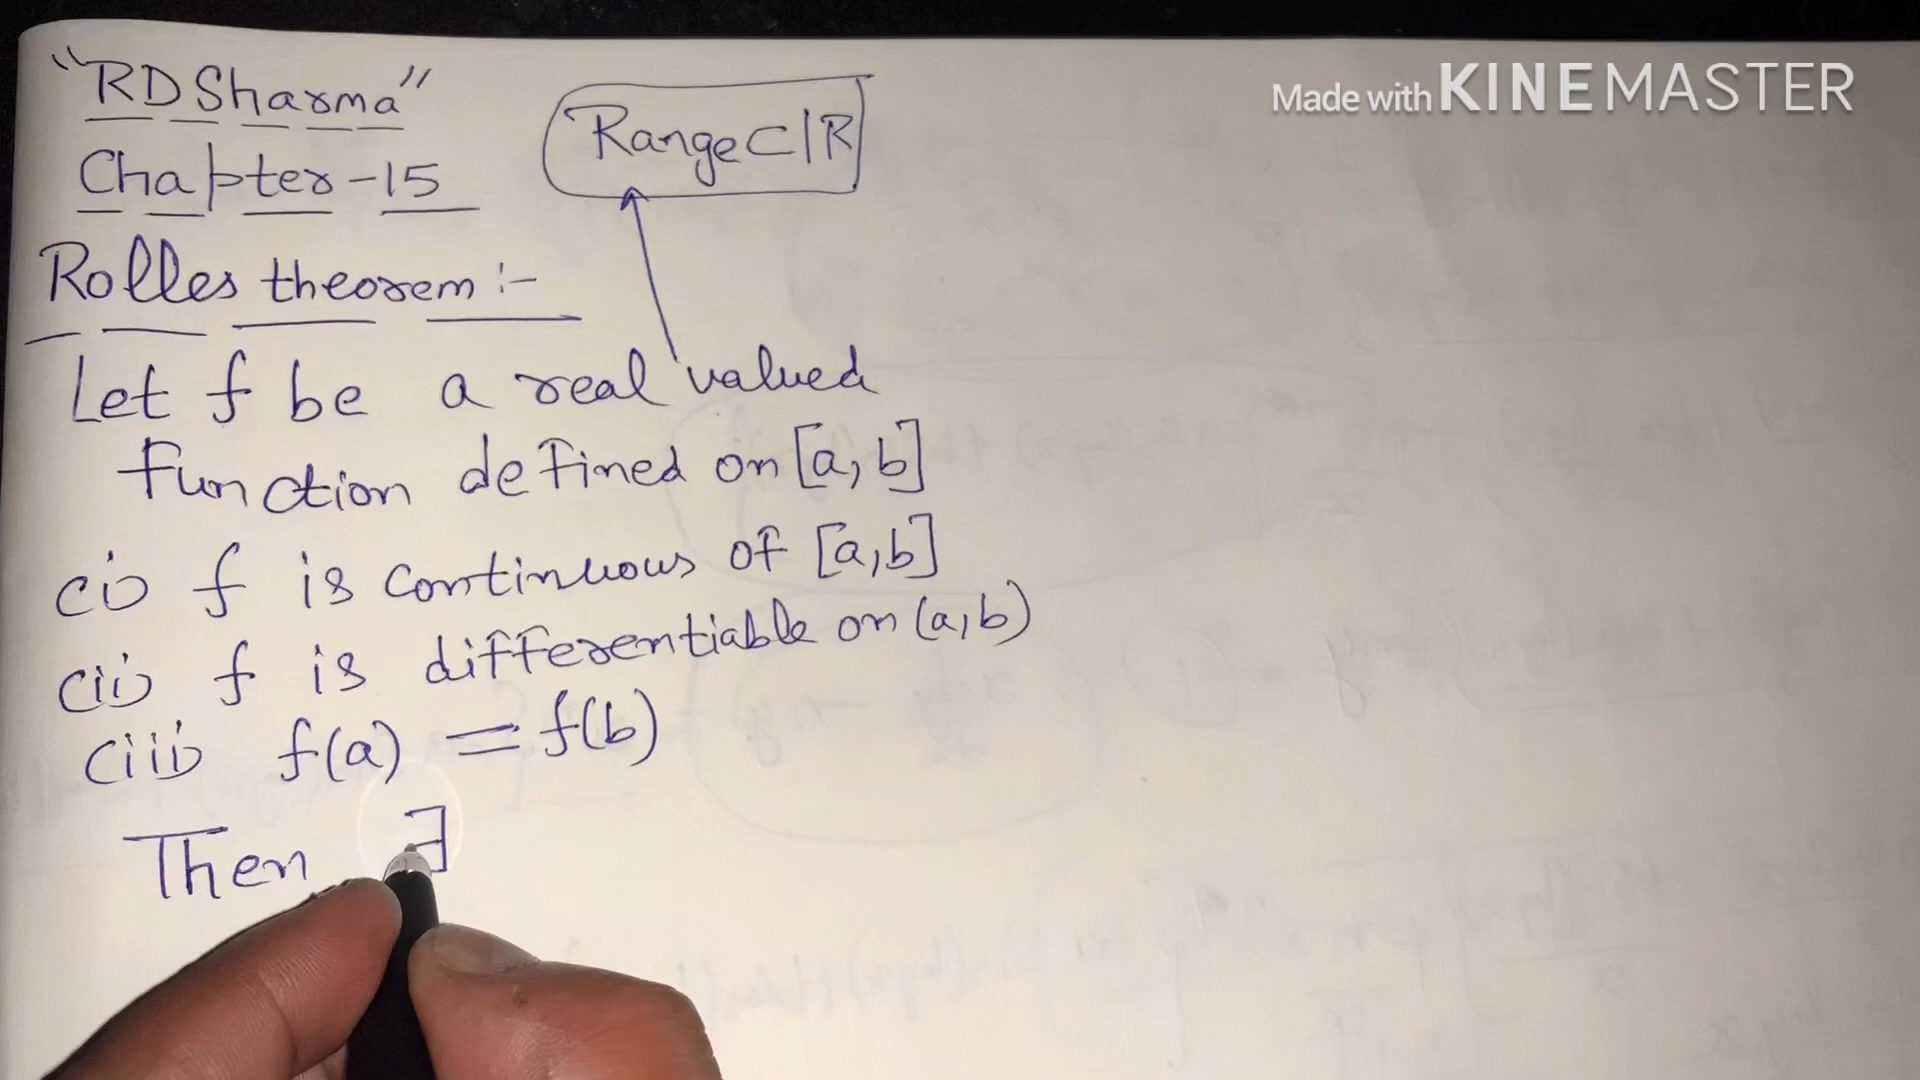 "RD Sharma"
Chapter-15
Range ⊂ IR
Rolles theorem :-
Let f be a real valued
function defined on [a, b]
(i) f is continuous of [a,b]
(ii) f is differentiable on (a,b)
(iii) f(a) = f(b)
Then ∃
Made with KINEMASTER